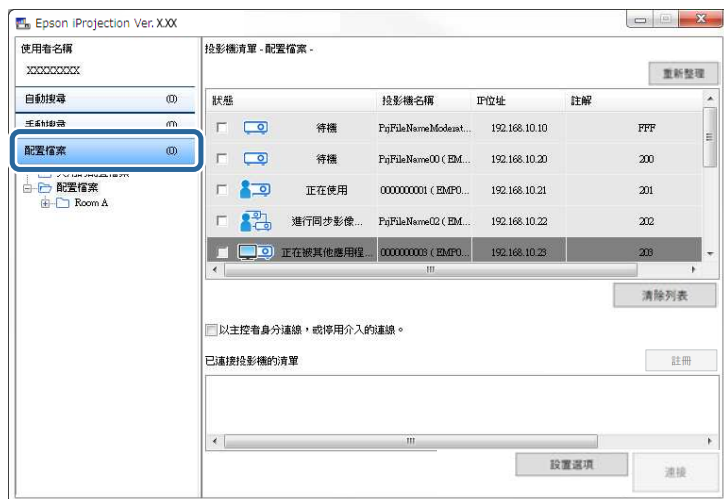 Epson iProjection Ver. X.XX
使用者名稱
XXXXXXXXX
自動搜尋 (0)
手動搜尋 (0)
配置檔案 (0)
配置檔案
Room A
投影機清單 - 配置檔案 -
重新整理
狀態 投影機名稱 IP位址 註解
待機 PrjFileNameModerat... 192.168.10.10 FFF
待機 PrjFileName00 ( EM... 192.168.10.20 200
正在使用 0000000001 ( EMP0... 192.168.10.21 201
進行同步影像... PrjFileName02 ( EM... 192.168.10.22 202
正在被其他應用程... 0000000003 ( EMP0... 192.168.10.23 203
清除列表
以主控者身分連線，或停用介入的連線。
已連接投影機的清單
註冊
設置選項
連接